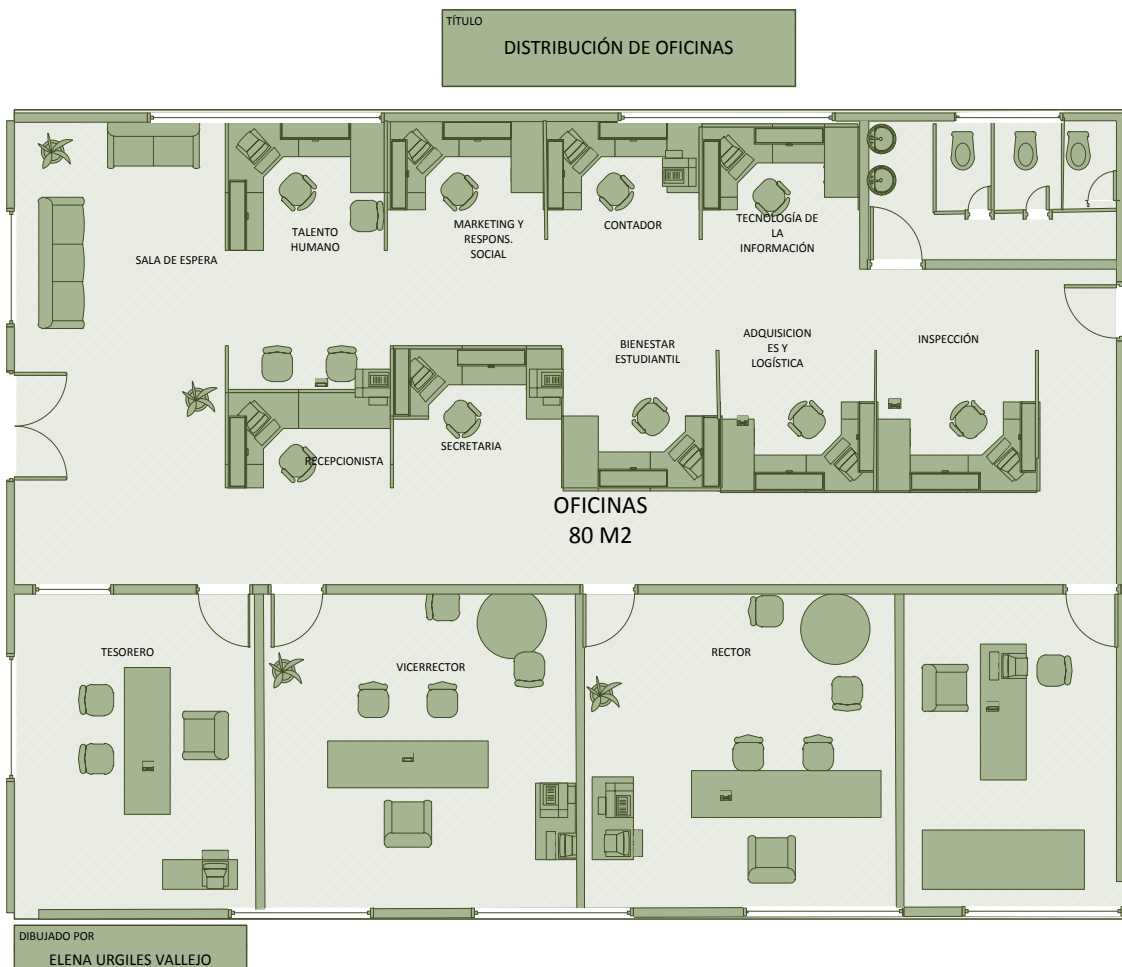 TÍTULO
DISTRIBUCIÓN DE OFICINAS
SALA DE ESPERA
TALENTO
HUMANO
MARKETING Y
RESPONS.
SOCIAL
CONTADOR
TECNOLOGÍA DE
LA
INFORMACIÓN
BIENESTAR
ESTUDIANTIL
ADQUISICION
ES Y
LOGÍSTICA
INSPECCIÓN
RECEPCIONISTA
SECRETARIA
OFICINAS
80 M2
TESORERO
VICERRECTOR
RECTOR
DIBUJADO POR
ELENA URGILES VALLEJO